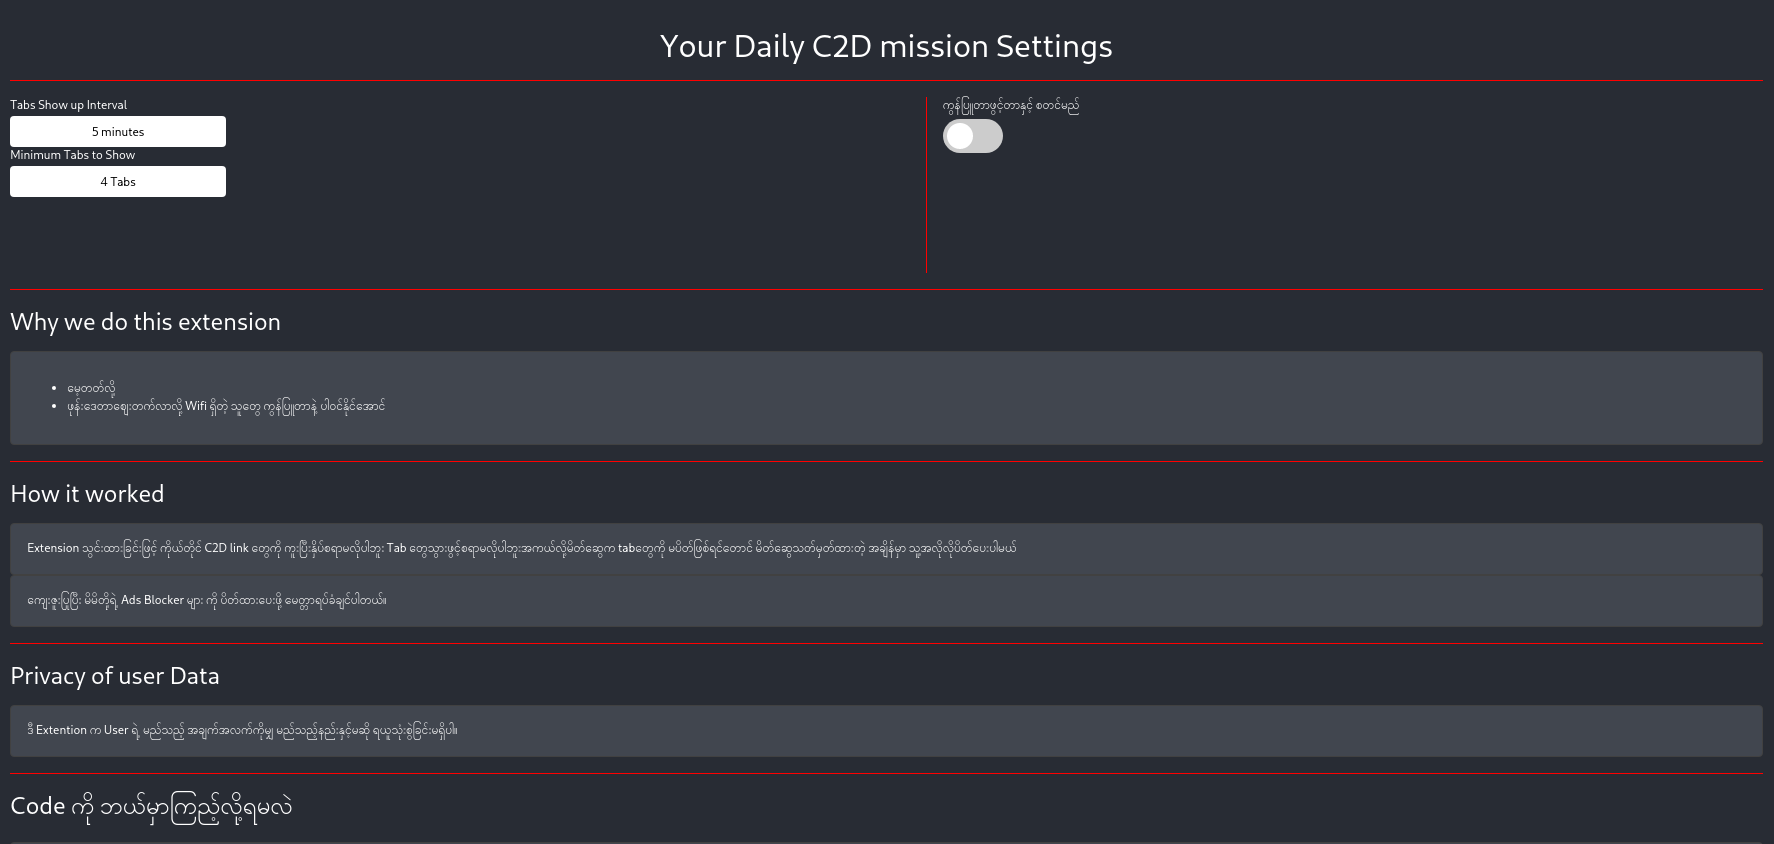 Your Daily C2D mission Settings
Tabs Show up Interval
5 minutes
Minimum Tabs to Show
4 Tabs
ကွန်ပြူတာဖွင့်တာနှင့် စတင်မည်
Why we do this extension
မေ့တတ်လို့
ဖုန်းဒေတာဈေးတက်လာလို့ Wifi ရှိတဲ့ သူတွေ ကွန်ပြူတာနဲ့ ပါဝင်နိုင်အောင်
How it worked
Extension သွင်းထားခြင်းဖြင့် ကိုယ်တိုင် C2D link တွေကို ကူးပြီးနှိပ်စရာမလိုပါဘူး Tab တွေသွားဖွင့်စရာမလိုပါဘူးအကယ်လို့မိတ်ဆွေက tabတွေကို မပိတ်ဖြစ်ရင်တောင် မိတ်ဆွေသတ်မှတ်ထားတဲ့ အချိန်မှာ သူ့အလိုလိုပိတ်ပေးပါမယ်
ကျေးဇူးပြုပြီး မိမိတို့ရဲ့ Ads Blocker များ ကို ပိတ်ထားပေးဖို့ မေတ္တာရပ်ခံချင်ပါတယ်။
Privacy of user Data
ဒီ Extention က User ရဲ့ မည်သည့် အချက်အလက်ကိုမျှ မည်သည့်နည်းနှင့်မဆို ရယူသုံးစွဲခြင်းမရှိပါ။
Code ကို ဘယ်မှာကြည့်လို့ရမလဲ